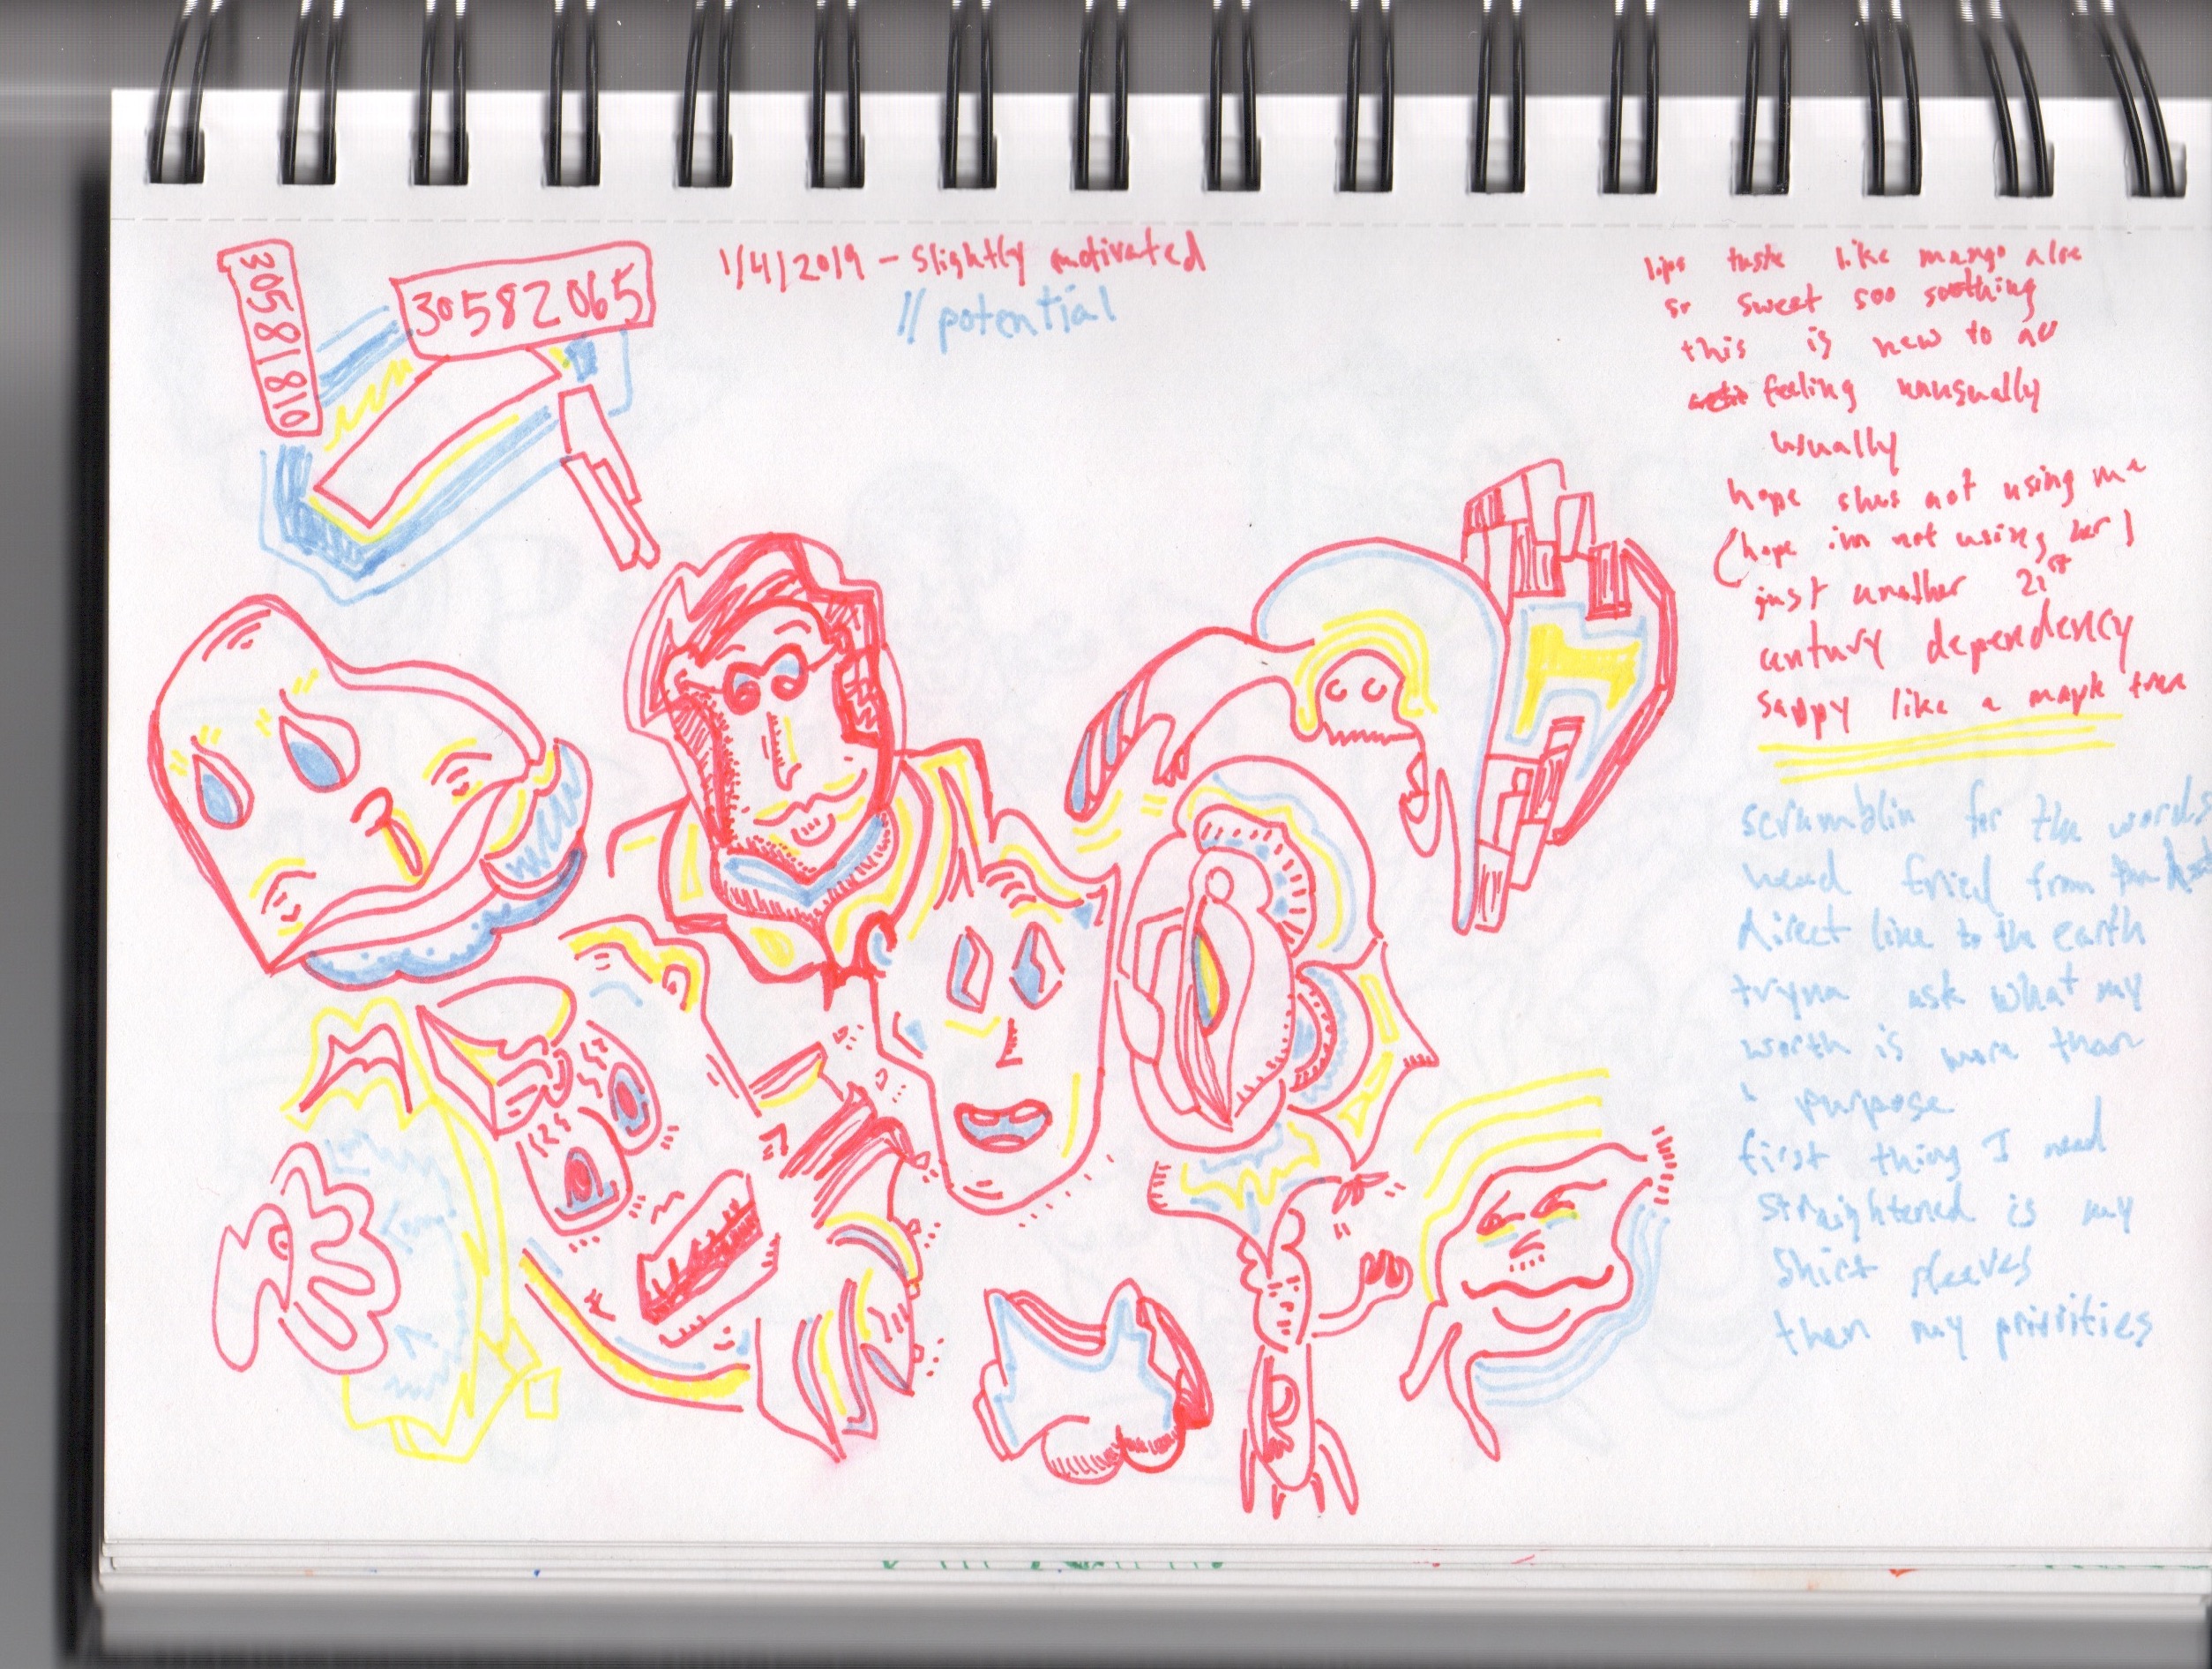 30581810
30582065
1/4/2019 - slightly motivated
// potential
lips taste like mango aloe
so sweet soo soothing
this is new to me
feeling unusually
usually
hope shes not using me
(hope im not using her)
just another 21st
century dependency
sappy like a maple tree
scrumblin for the words
head fried from the
direct line to the earth
tryna ask what my
worth is more than
purpose
first thing I need
straightened is my
shirt sleeves
then my priorities